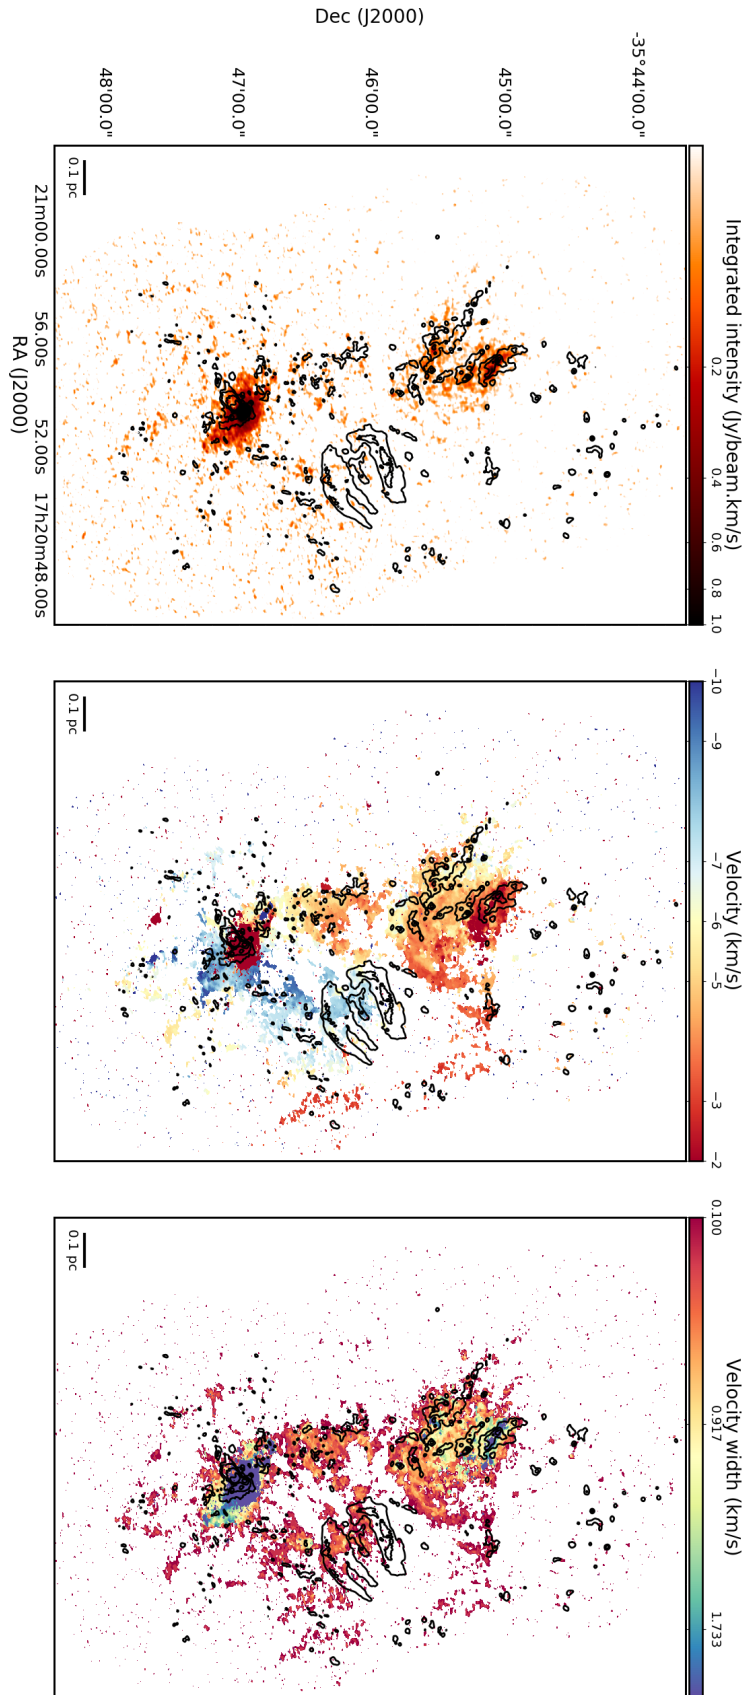 Dec (J2000)
-35°44'00.0"
45'00.0"
46'00.0"
47'00.0"
48'00.0"
Integrated intensity (Jy/beam.km/s)
0.2
0.4
0.6
0.8
1.0
0.1 pc
21m00.00s
56.00s
52.00s
17h20m48.00s
RA (J2000)
Velocity (km/s)
−10
−9
−7
−6
−5
−3
−2
0.1 pc
Velocity width (km/s)
0.100
0.917
1.733
0.1 pc